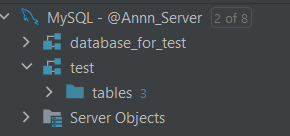 MySQL - @Annn_Server 2 of 8
database_for_test
test
tables 3
Server Objects